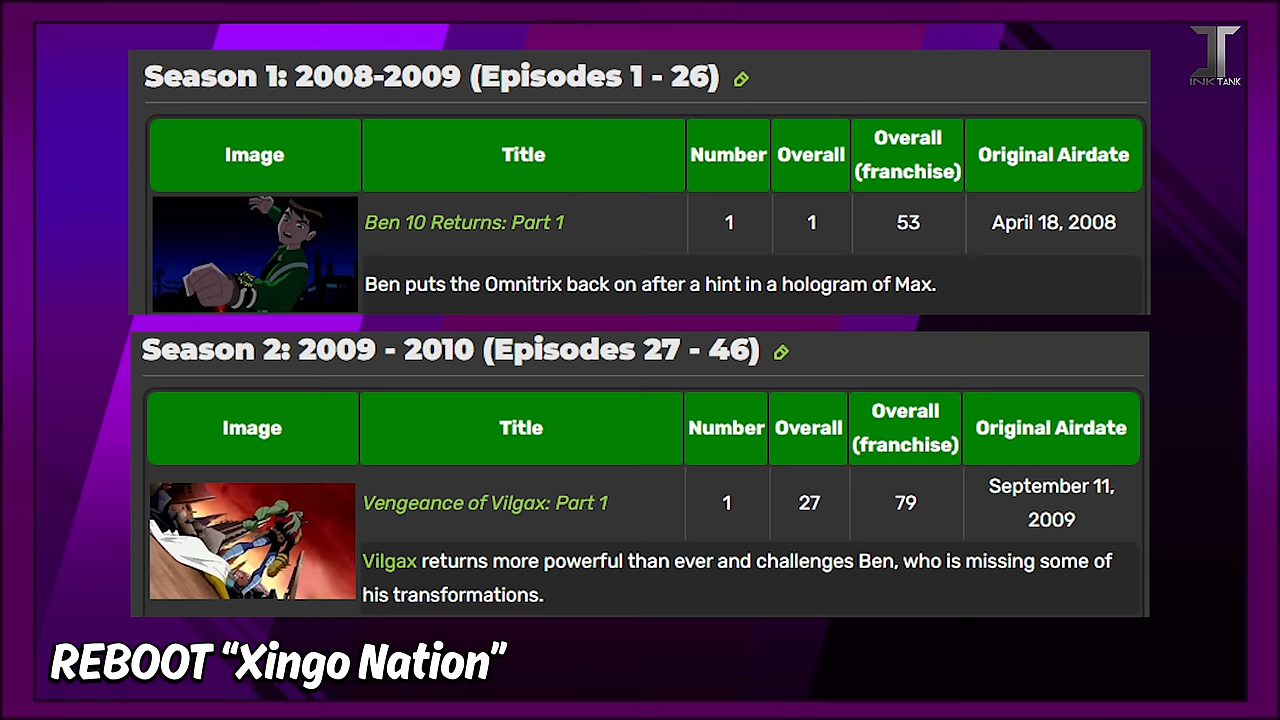 INK TANK
Season 1: 2008-2009 (Episodes 1 - 26)
Image Title Number Overall Overall (franchise) Original Airdate
Ben 10 Returns: Part 1 1 1 53 April 18, 2008
Ben puts the Omnitrix back on after a hint in a hologram of Max.
Season 2: 2009 - 2010 (Episodes 27 - 46)
Image Title Number Overall Overall (franchise) Original Airdate
Vengeance of Vilgax: Part 1 1 27 79 September 11, 2009
Vilgax returns more powerful than ever and challenges Ben, who is missing some of
his transformations.
REBOOT “Xingo Nation”